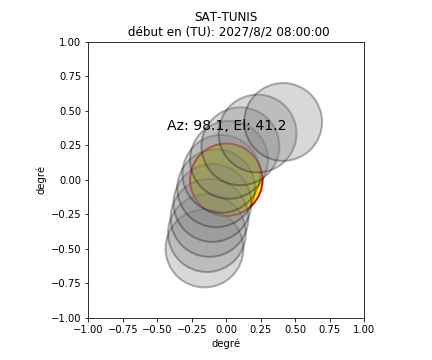 SAT-TUNIS
début en (TU): 2027/8/2 08:00:00
1.00
0.75
0.50
Az: 98.1, El: 41.2
0.25
degré
0.00
−0.25
−0.50
−0.75
−1.00
−1.00 −0.75 −0.50 −0.25 0.00 0.25 0.50 0.75 1.00
degré